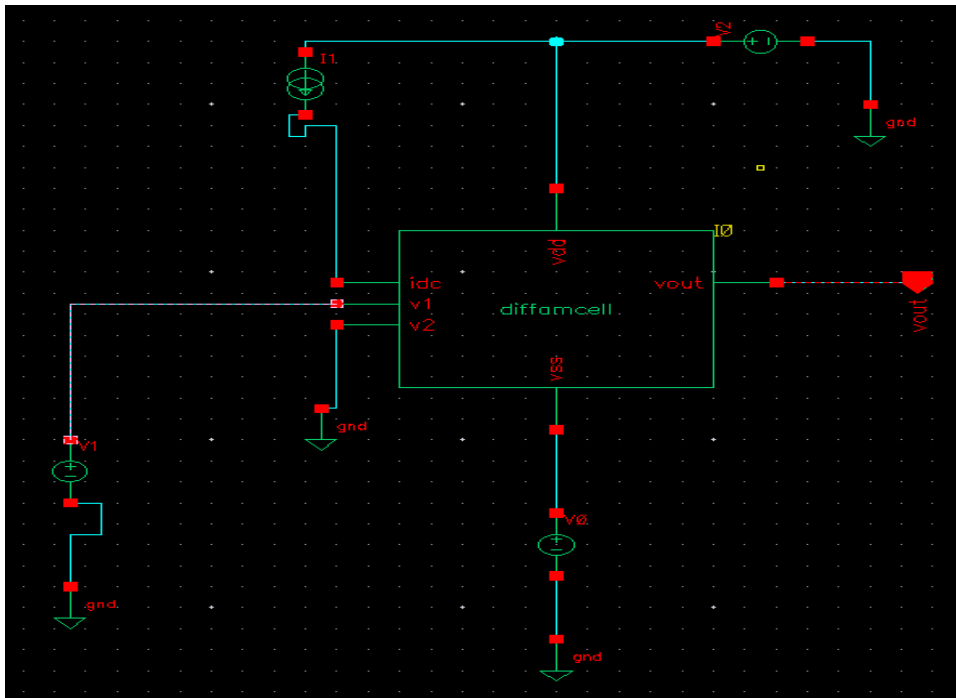 V2
I1
gnd
I0
vdd
idc
vout
v1
diffamcell
v2
vout
vss
gnd
V1
V0
gnd
gnd